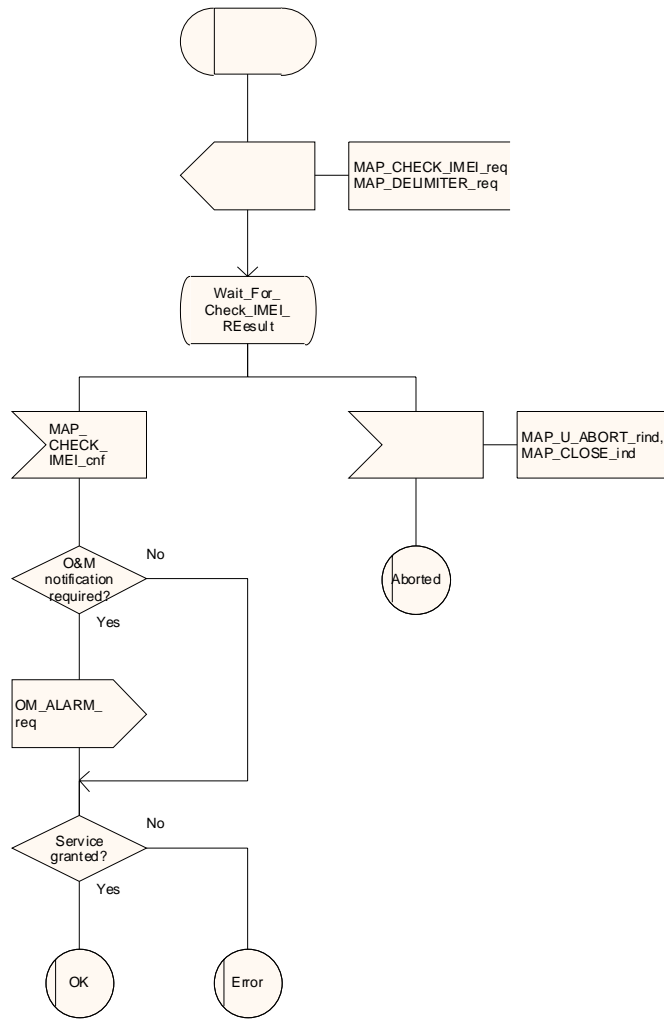 MAP_CHECK_IMEI_req
MAP_DELIMITER_req
Wait_For_
Check_IMEI_
REesult
MAP_
CHECK_
IMEI_cnf
MAP_U_ABORT_rind,
MAP_CLOSE_ind
O&M
notification
required?
No
Yes
Aborted
OM_ALARM_
req
Service
granted?
No
Yes
OK
Error